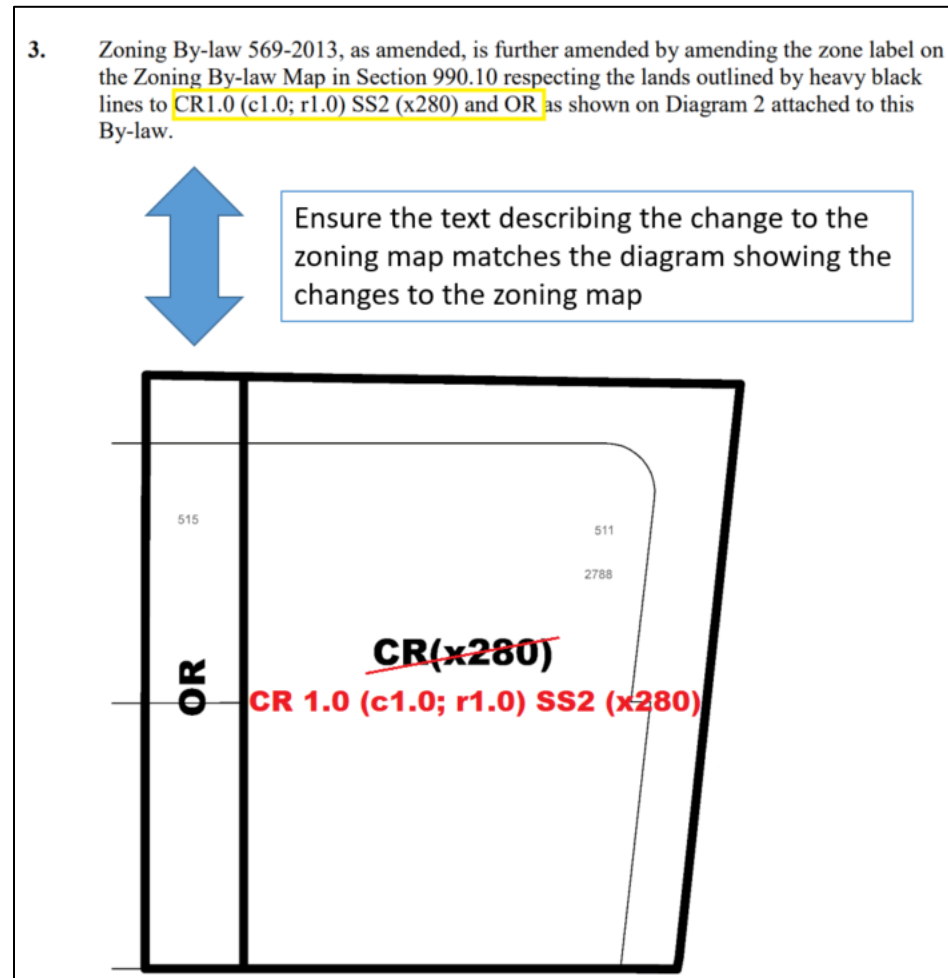 3. Zoning By-law 569-2013, as amended, is further amended by amending the zone label on
the Zoning By-law Map in Section 990.10 respecting the lands outlined by heavy black
lines to CR1.0 (c1.0; r1.0) SS2 (x280) and OR as shown on Diagram 2 attached to this
By-law.
Ensure the text describing the change to the
zoning map matches the diagram showing the
changes to the zoning map
515
511
2788
OR
CR(x280)
CR 1.0 (c1.0; r1.0) SS2 (x280)